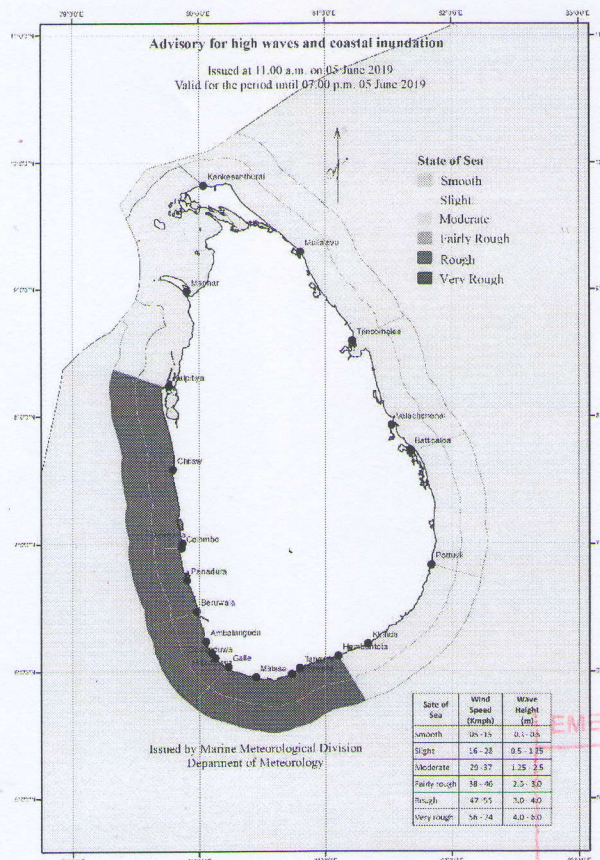 Advisory for high waves and coastal inundation
Issued at 11.00 a.m. on 05 June 2019
Valid for the period until 07.00 p.m. 05 June 2019
Kankesanthurai
State of Sea
Smooth
Slight
Moderate
Fairly Rough
Rough
Very Rough
Mullativu
Mannar
Trincomalee
Kalpitiya
Valachchenai
Batticaloa
Chilaw
Colombo
Pottuvil
Panadura
Beruwala
Ambalangoda
Galle
Matara
Hambantota
Kirinda
Issued by Marine Meteorological Division
Deparment of Meteorology
Sate of Sea | Wind Speed (Kmph) | Wave Height (m)
Smooth | 05 - 15 | 0.1 - 0.5
Slight | 16 - 28 | 0.5 - 1.25
Moderate | 29 - 37 | 1.25 - 2.5
Fairly rough | 38 - 46 | 2.5 - 3.0
Rough | 47 - 55 | 3.0 - 4.0
Very rough | 56 - 74 | 4.0 - 6.0
EME